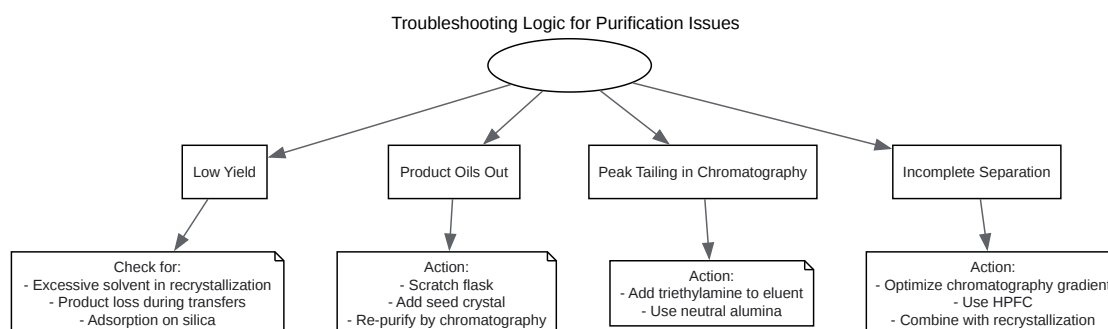 Troubleshooting Logic for Purification Issues
Low Yield
Product Oils Out
Peak Tailing in Chromatography
Incomplete Separation
Check for:
- Excessive solvent in recrystallization
- Product loss during transfers
- Adsorption on silica
Action:
- Scratch flask
- Add seed crystal
- Re-purify by chromatography
Action:
- Add triethylamine to eluent
- Use neutral alumina
Action:
- Optimize chromatography gradient
- Use HPFC
- Combine with recrystallization